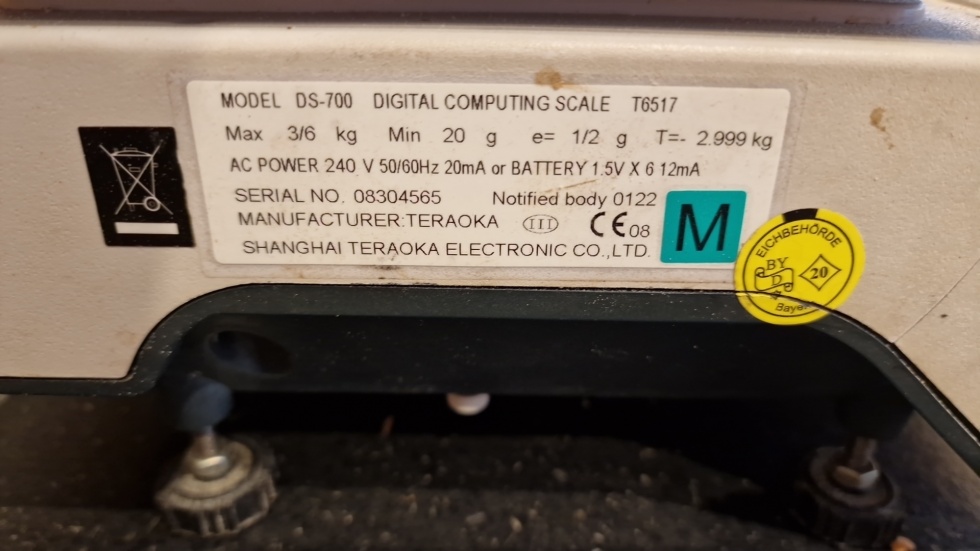 MODEL DS-700 DIGITAL COMPUTING SCALE T6517
Max 3/6 kg Min 20 g e= 1/2 g T=- 2.999 kg
AC POWER 240 V 50/60Hz 20mA or BATTERY 1.5V X 6 12mA
SERIAL NO. 08304565 Notified body 0122
MANUFACTURER:TERAOKA III CE 08
SHANGHAI TERAOKA ELECTRONIC CO.,LTD.
M
EICHBEHÖRDE
BY
D
20